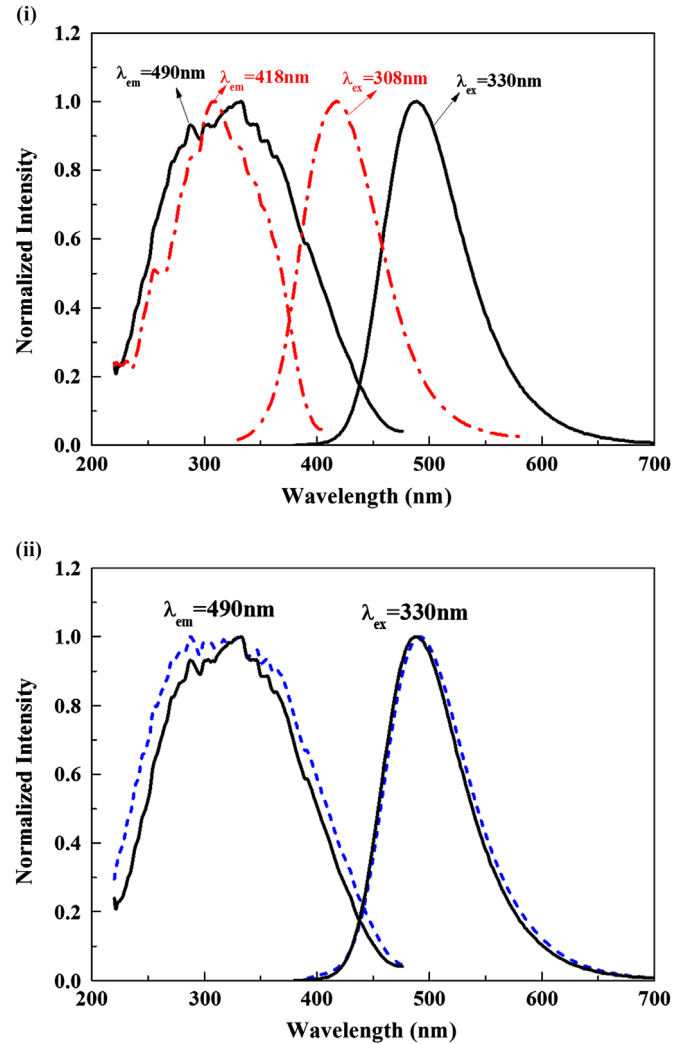 (i)
1.2
1.0
0.8
0.6
0.4
0.2
0.0
Normalized Intensity
λem=490nm
λem=418nm
λex=308nm
λex=330nm
200 300 400 500 600 700
Wavelength (nm)
(ii)
1.2
1.0
0.8
0.6
0.4
0.2
0.0
Normalized Intensity
λem=490nm
λex=330nm
200 300 400 500 600 700
Wavelength (nm)